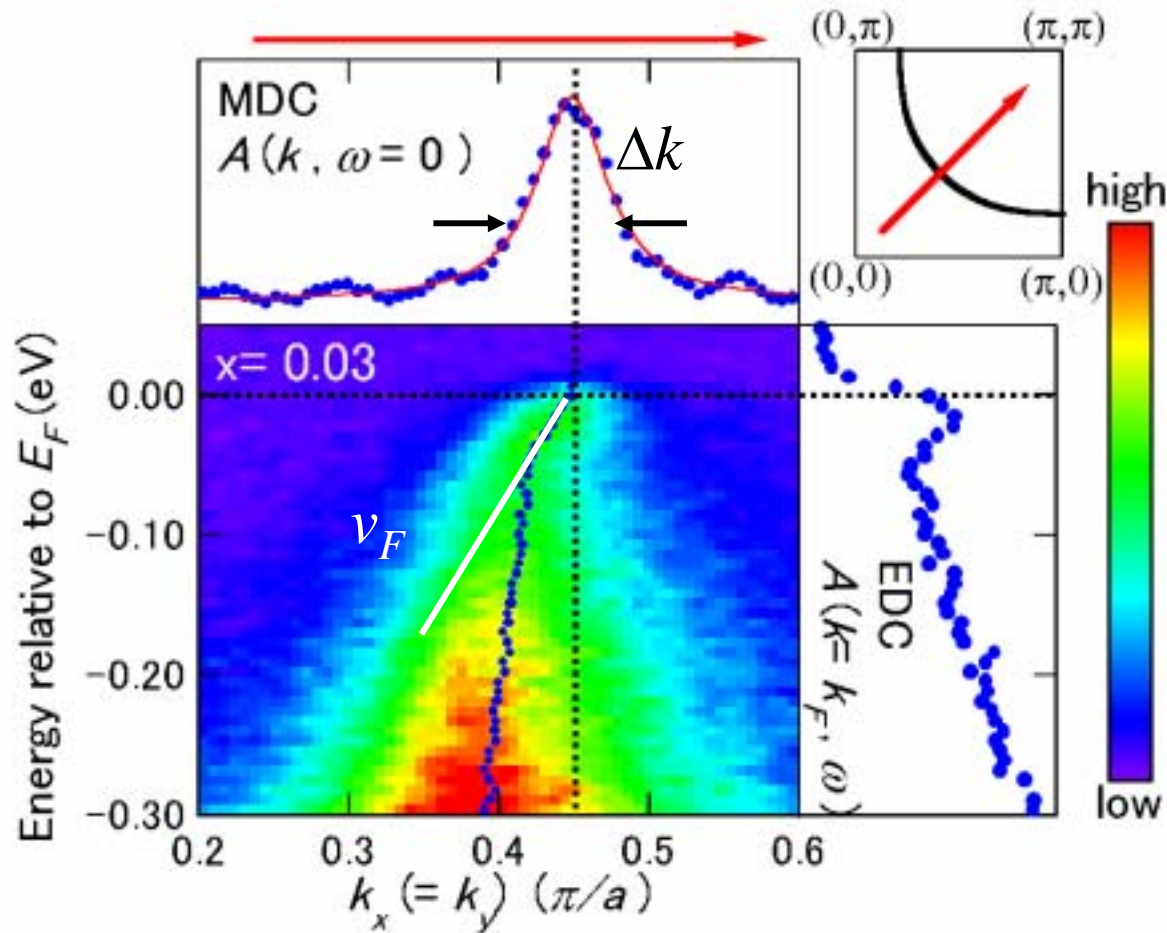 (0,π) (π,π)
MDC
A(k, ω= 0)
Δk
high
(0,0) (π,0)
x= 0.03
0.00
-0.10
-0.20
-0.30
v_F
Energy relative to E_F(eV)
EDC
A(k= k_F, ω)
low
0.2 0.3 0.4 0.5 0.6
k_x(= k_y) (π/a)